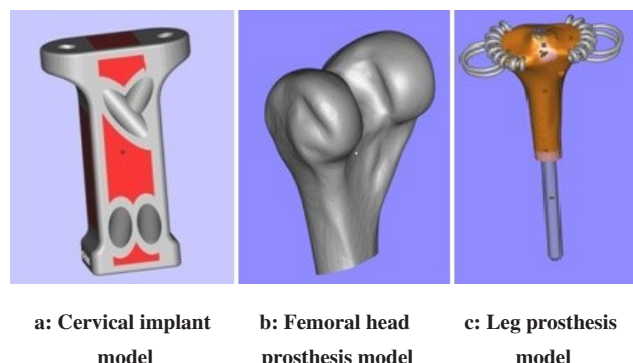 a: Cervical implant
model
b: Femoral head
prosthesis model
c: Leg prosthesis
model